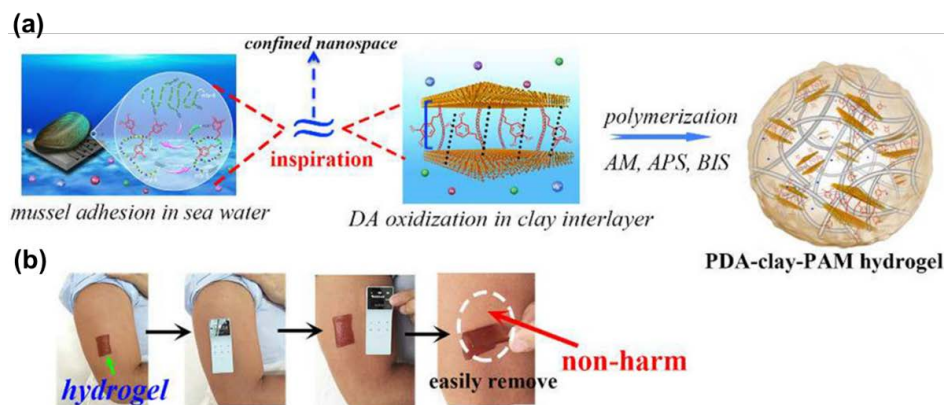 (a)
confined nanospace
inspiration
mussel adhesion in sea water
DA oxidization in clay interlayer
polymerization
AM, APS, BIS
PDA-clay-PAM hydrogel
(b)
hydrogel
easily remove
non-harm